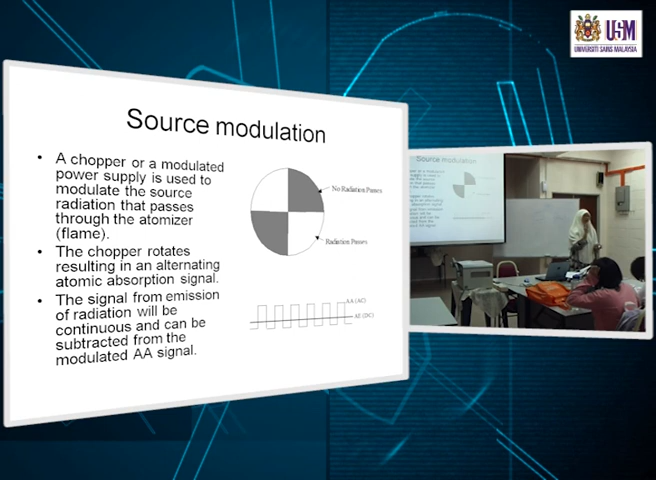 USM
UNIVERSITI SAINS MALAYSIA
Source modulation
• A chopper or a modulated
power supply is used to
modulate the source
radiation that passes
through the atomizer
(flame).
• The chopper rotates
resulting in an alternating
atomic absorption signal.
• The signal from emission
of radiation will be
continuous and can be
subtracted from the
modulated AA signal.
No Radiation Passes
Radiation Passes
AA (AC)
AE (DC)
Source modulation